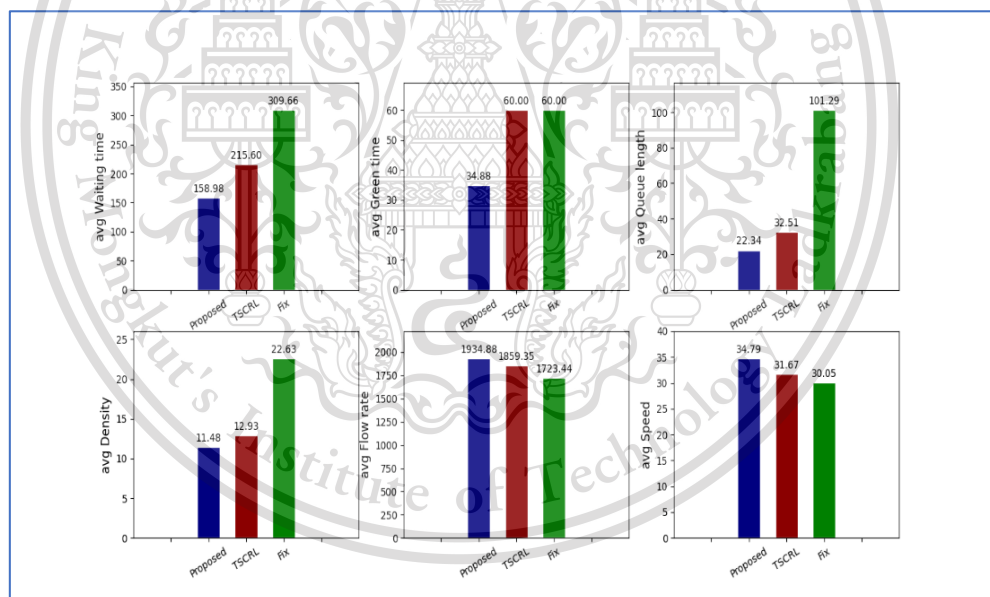 King Mongkut's Institute of Technology Ladkrabang
350
300
250
200
150
100
50
0
avg Waiting time
158.98
215.60
309.66
Proposed
TSCRL
Fix
60
50
40
30
20
10
0
avg Green time
34.88
60.00
60.00
Proposed
TSCRL
Fix
100
80
60
40
20
0
avg Queue length
22.34
32.51
101.29
Proposed
TSCRL
Fix
25
20
15
10
5
0
avg Density
11.48
12.93
22.63
Proposed
TSCRL
Fix
2000
1750
1500
1250
1000
750
500
250
0
avg Flow rate
1934.88
1859.35
1723.44
Proposed
TSCRL
Fix
40
35
30
25
20
15
10
5
0
avg Speed
34.79
31.67
30.05
Proposed
TSCRL
Fix